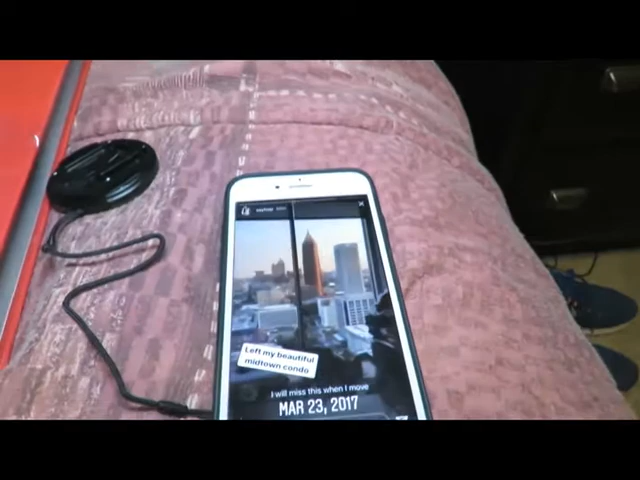 Left my beautiful
midtown condo
I will miss this when I move
MAR 23, 2017